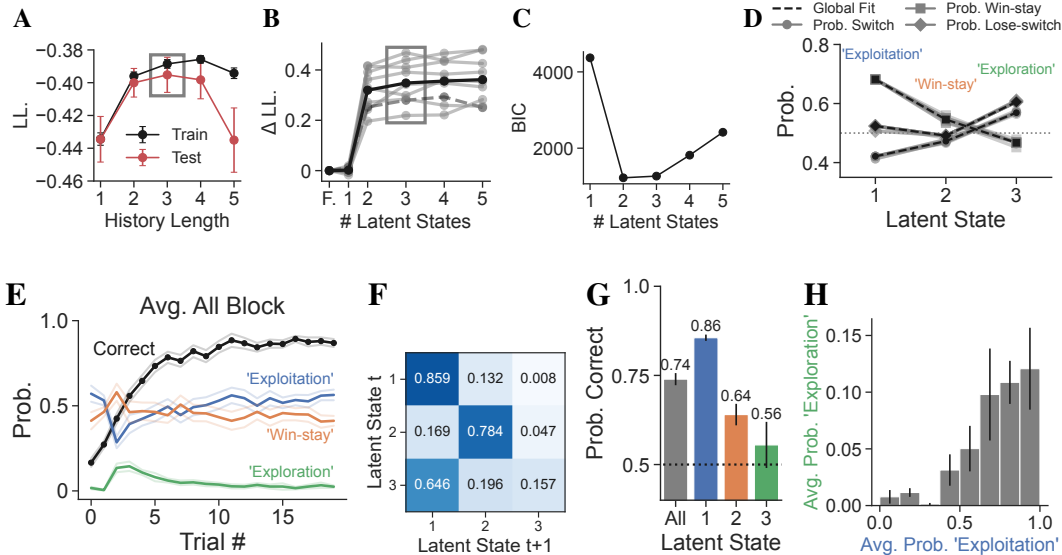 A
−0.38
−0.40
−0.42
−0.44
−0.46
LL.
Train
Test
1 2 3 4 5
History Length
B
0.4
0.2
0
Δ LL.
F. 1 2 3 4 5
# Latent States
C
4000
2000
BIC
1 2 3 4 5
# Latent States
D
Global Fit
Prob. Switch
Prob. Win-stay
Prob. Lose-switch
'Exploitation'
'Win-stay'
'Exploration'
0.8
0.6
0.4
Prob.
1 2 3
Latent State
E
Avg. All Block
1.0
0.5
0
Prob.
Correct
'Exploitation'
'Win-stay'
'Exploration'
0 5 10 15
Trial #
F
Latent State t
1 0.859 0.132 0.008
2 0.169 0.784 0.047
3 0.646 0.196 0.157
1 2 3
Latent State t+1
G
1.0
0.75
0.5
Prob. Correct
0.74 0.86 0.64 0.56
All 1 2 3
Latent State
H
0.15
0.10
0.05
0.00
Avg. Prob. 'Exploration'
0.0 0.5 1.0
Avg. Prob. 'Exploitation'